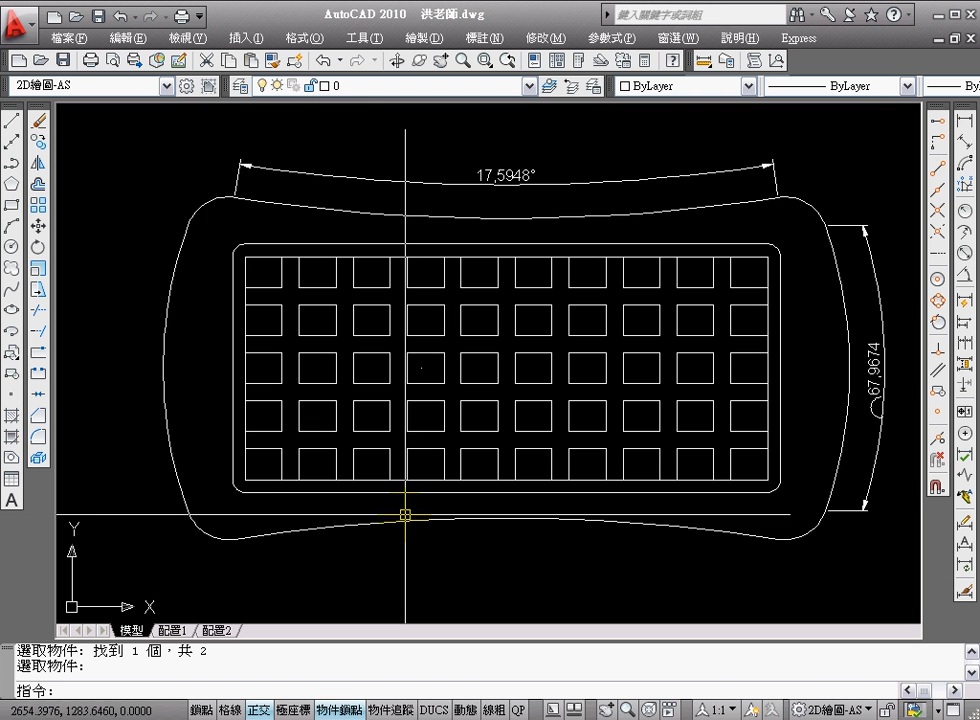 AutoCAD 2010 洪老師.dwg
鍵入關鍵字或詞組
檔案(F) 編輯(E) 檢視(V) 插入(I) 格式(O) 工具(T) 繪製(D) 標註(N) 修改(M) 參數式(P) 視窗(W) 說明(H) Express
2D繪圖-AS
0
ByLayer
ByLayer
By
17,5948°
67,9674
Y
X
A
模型 配置1 配置2
選取物件: 找到 1 個，共 2
選取物件:
指令:
2654.3976, 1283.6460, 0.0000
鎖點 格線 正交 極座標 物件鎖點 物件追蹤 DUCS 動態 線粗 QP
1:1
2D繪圖-AS